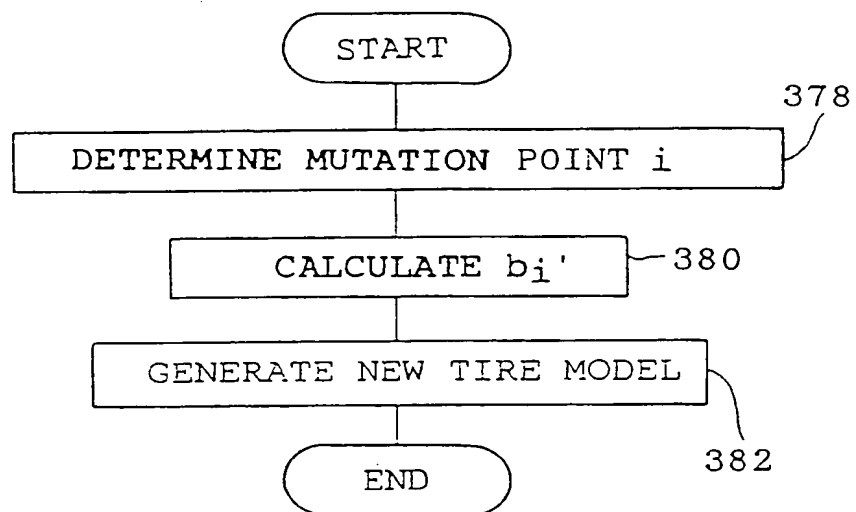 START
378
DETERMINE MUTATION POINT i
CALCULATE bi'
380
GENERATE NEW TIRE MODEL
382
END